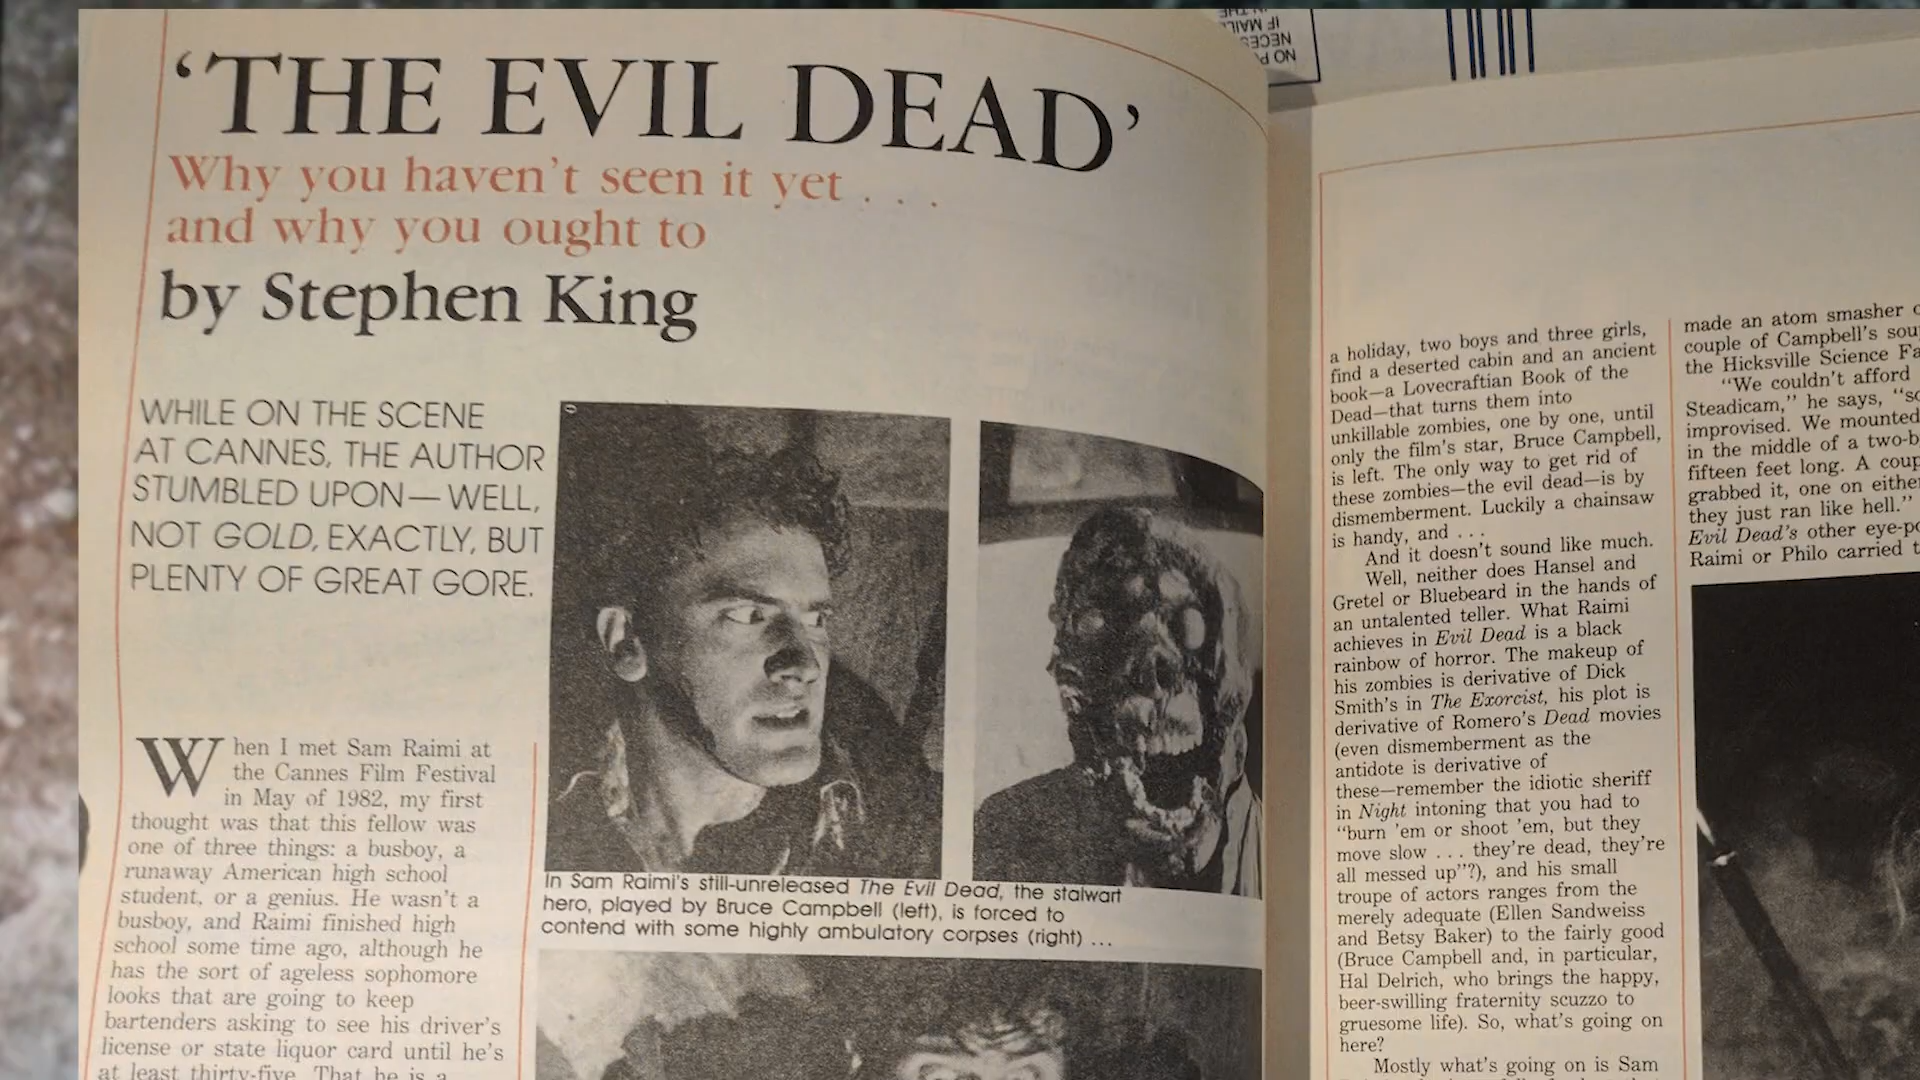 ‘THE EVIL DEAD’
Why you haven’t seen it yet . . .
and why you ought to
by Stephen King
WHILE ON THE SCENE
AT CANNES, THE AUTHOR
STUMBLED UPON—WELL,
NOT GOLD, EXACTLY, BUT
PLENTY OF GREAT GORE.
When I met Sam Raimi at
the Cannes Film Festival
in May of 1982, my first
thought was that this fellow was
one of three things: a busboy, a
runaway American high school
student, or a genius. He wasn’t a
busboy, and Raimi finished high
school some time ago, although he
has the sort of ageless sophomore
looks that are going to keep
bartenders asking to see his driver’s
license or state liquor card until he’s
at least thirty-five. That he is a
In Sam Raimi’s still-unreleased The Evil Dead, the stalwart
hero, played by Bruce Campbell (left), is forced to
contend with some highly ambulatory corpses (right) ...
a holiday, two boys and three girls,
find a deserted cabin and an ancient
book—a Lovecraftian Book of the
Dead—that turns them into
unkillable zombies, one by one, until
only the film’s star, Bruce Campbell,
is left. The only way to get rid of
these zombies—the evil dead—is by
dismemberment. Luckily a chainsaw
is handy, and . . .
And it doesn’t sound like much.
Well, neither does Hansel and
Gretel or Bluebeard in the hands of
an untalented teller. What Raimi
achieves in Evil Dead is a black
rainbow of horror. The makeup of
his zombies is derivative of Dick
Smith’s in The Exorcist, his plot is
derivative of Romero’s Dead movies
(even dismemberment as the
antidote is derivative of
these—remember the idiotic sheriff
in Night intoning that you had to
“burn ’em or shoot ’em, but they
move slow . . . they’re dead, they’re
all messed up”?), and his small
troupe of actors ranges from the
merely adequate (Ellen Sandweiss
and Betsy Baker) to the fairly good
(Bruce Campbell and, in particular,
Hal Delrich, who brings the happy,
beer-swilling fraternity scuzzo to
gruesome life). So, what’s going on
here?
Mostly what’s going on is Sam
made an atom smasher
couple of Campbell’s
the Hicksville Science
“We couldn’t afford
Steadicam,” he says,
improvised. We mounted
in the middle of a
fifteen feet long. A
grabbed it, one on
they just ran like hell.”
Evil Dead’s other
Raimi or Philo carried
NO
IF